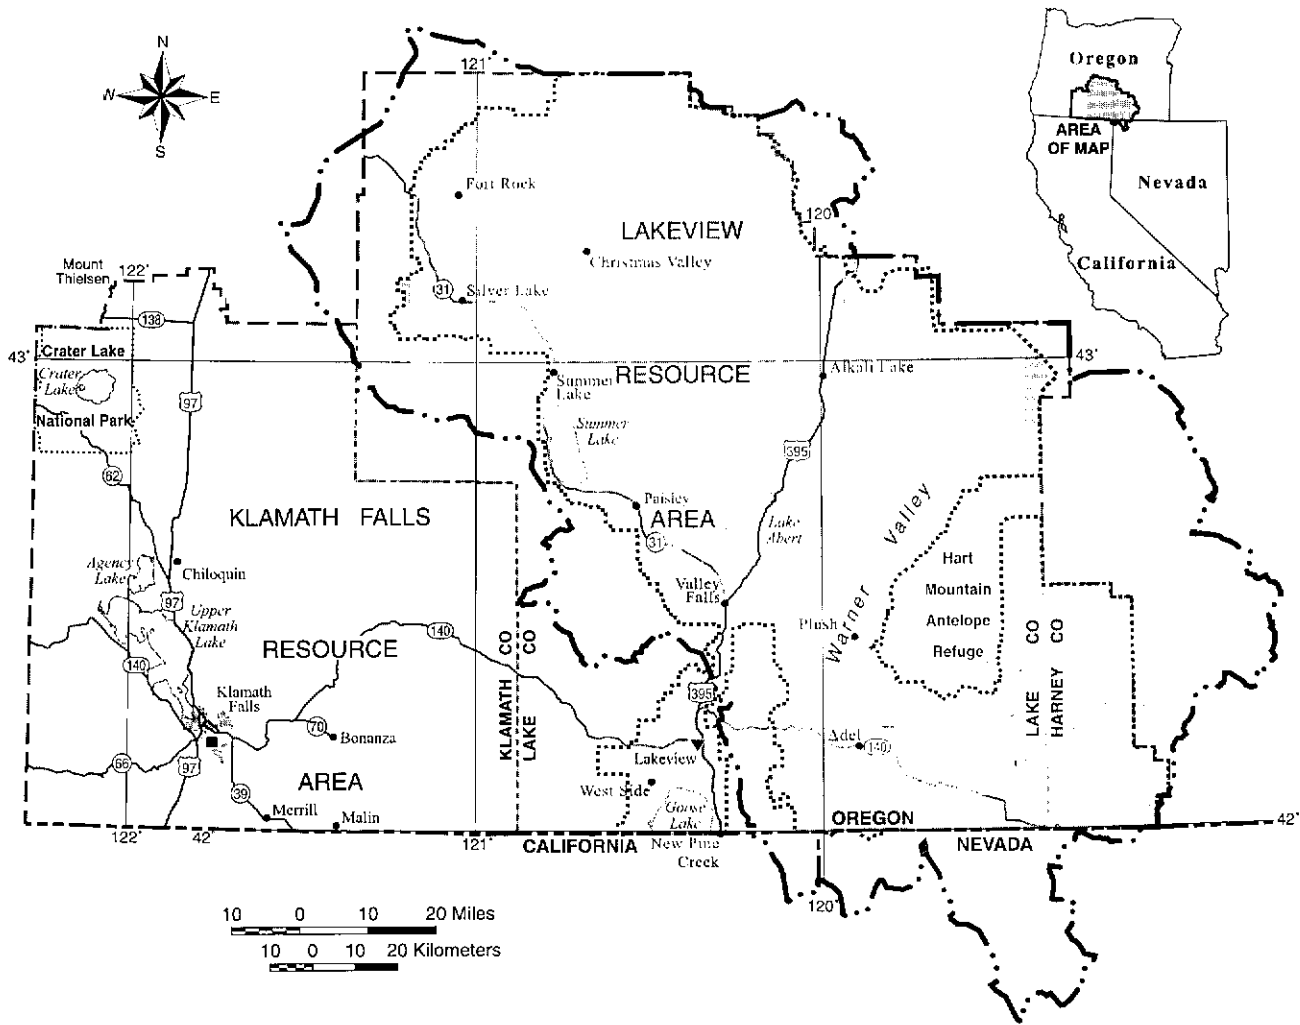 N
W E
S
Oregon
AREA
OF MAP
Nevada
California
121°
Fort Rock
LAKEVIEW
120°
Christmas Valley
Mount
Thielsen
122°
31
Silver Lake
138
43°
Crater Lake
Crater
Lake
National Park
97
Summer
Lake
RESOURCE
Alkali Lake
43°
Summer
Lake
395
62
KLAMATH FALLS
Paisley
AREA
31
Lake
Abert
Warner Valley
Hart
Mountain
Antelope
Refuge
Agency
Lake
Chiloquin
97
Valley
Falls
Upper
Klamath
Lake
140
RESOURCE
140
KLAMATH CO
LAKE CO
Plush
LAKE CO
HARNEY CO
Klamath
Falls
395
70
Bonanza
Adel
140
66
97
Lakeview
AREA
West Side
39
Merrill
Malin
Goose
Lake
OREGON
122°
42°
121°
CALIFORNIA
New Pine
Creek
NEVADA
42°
120°
10 0 10 20 Miles
10 0 10 20 Kilometers